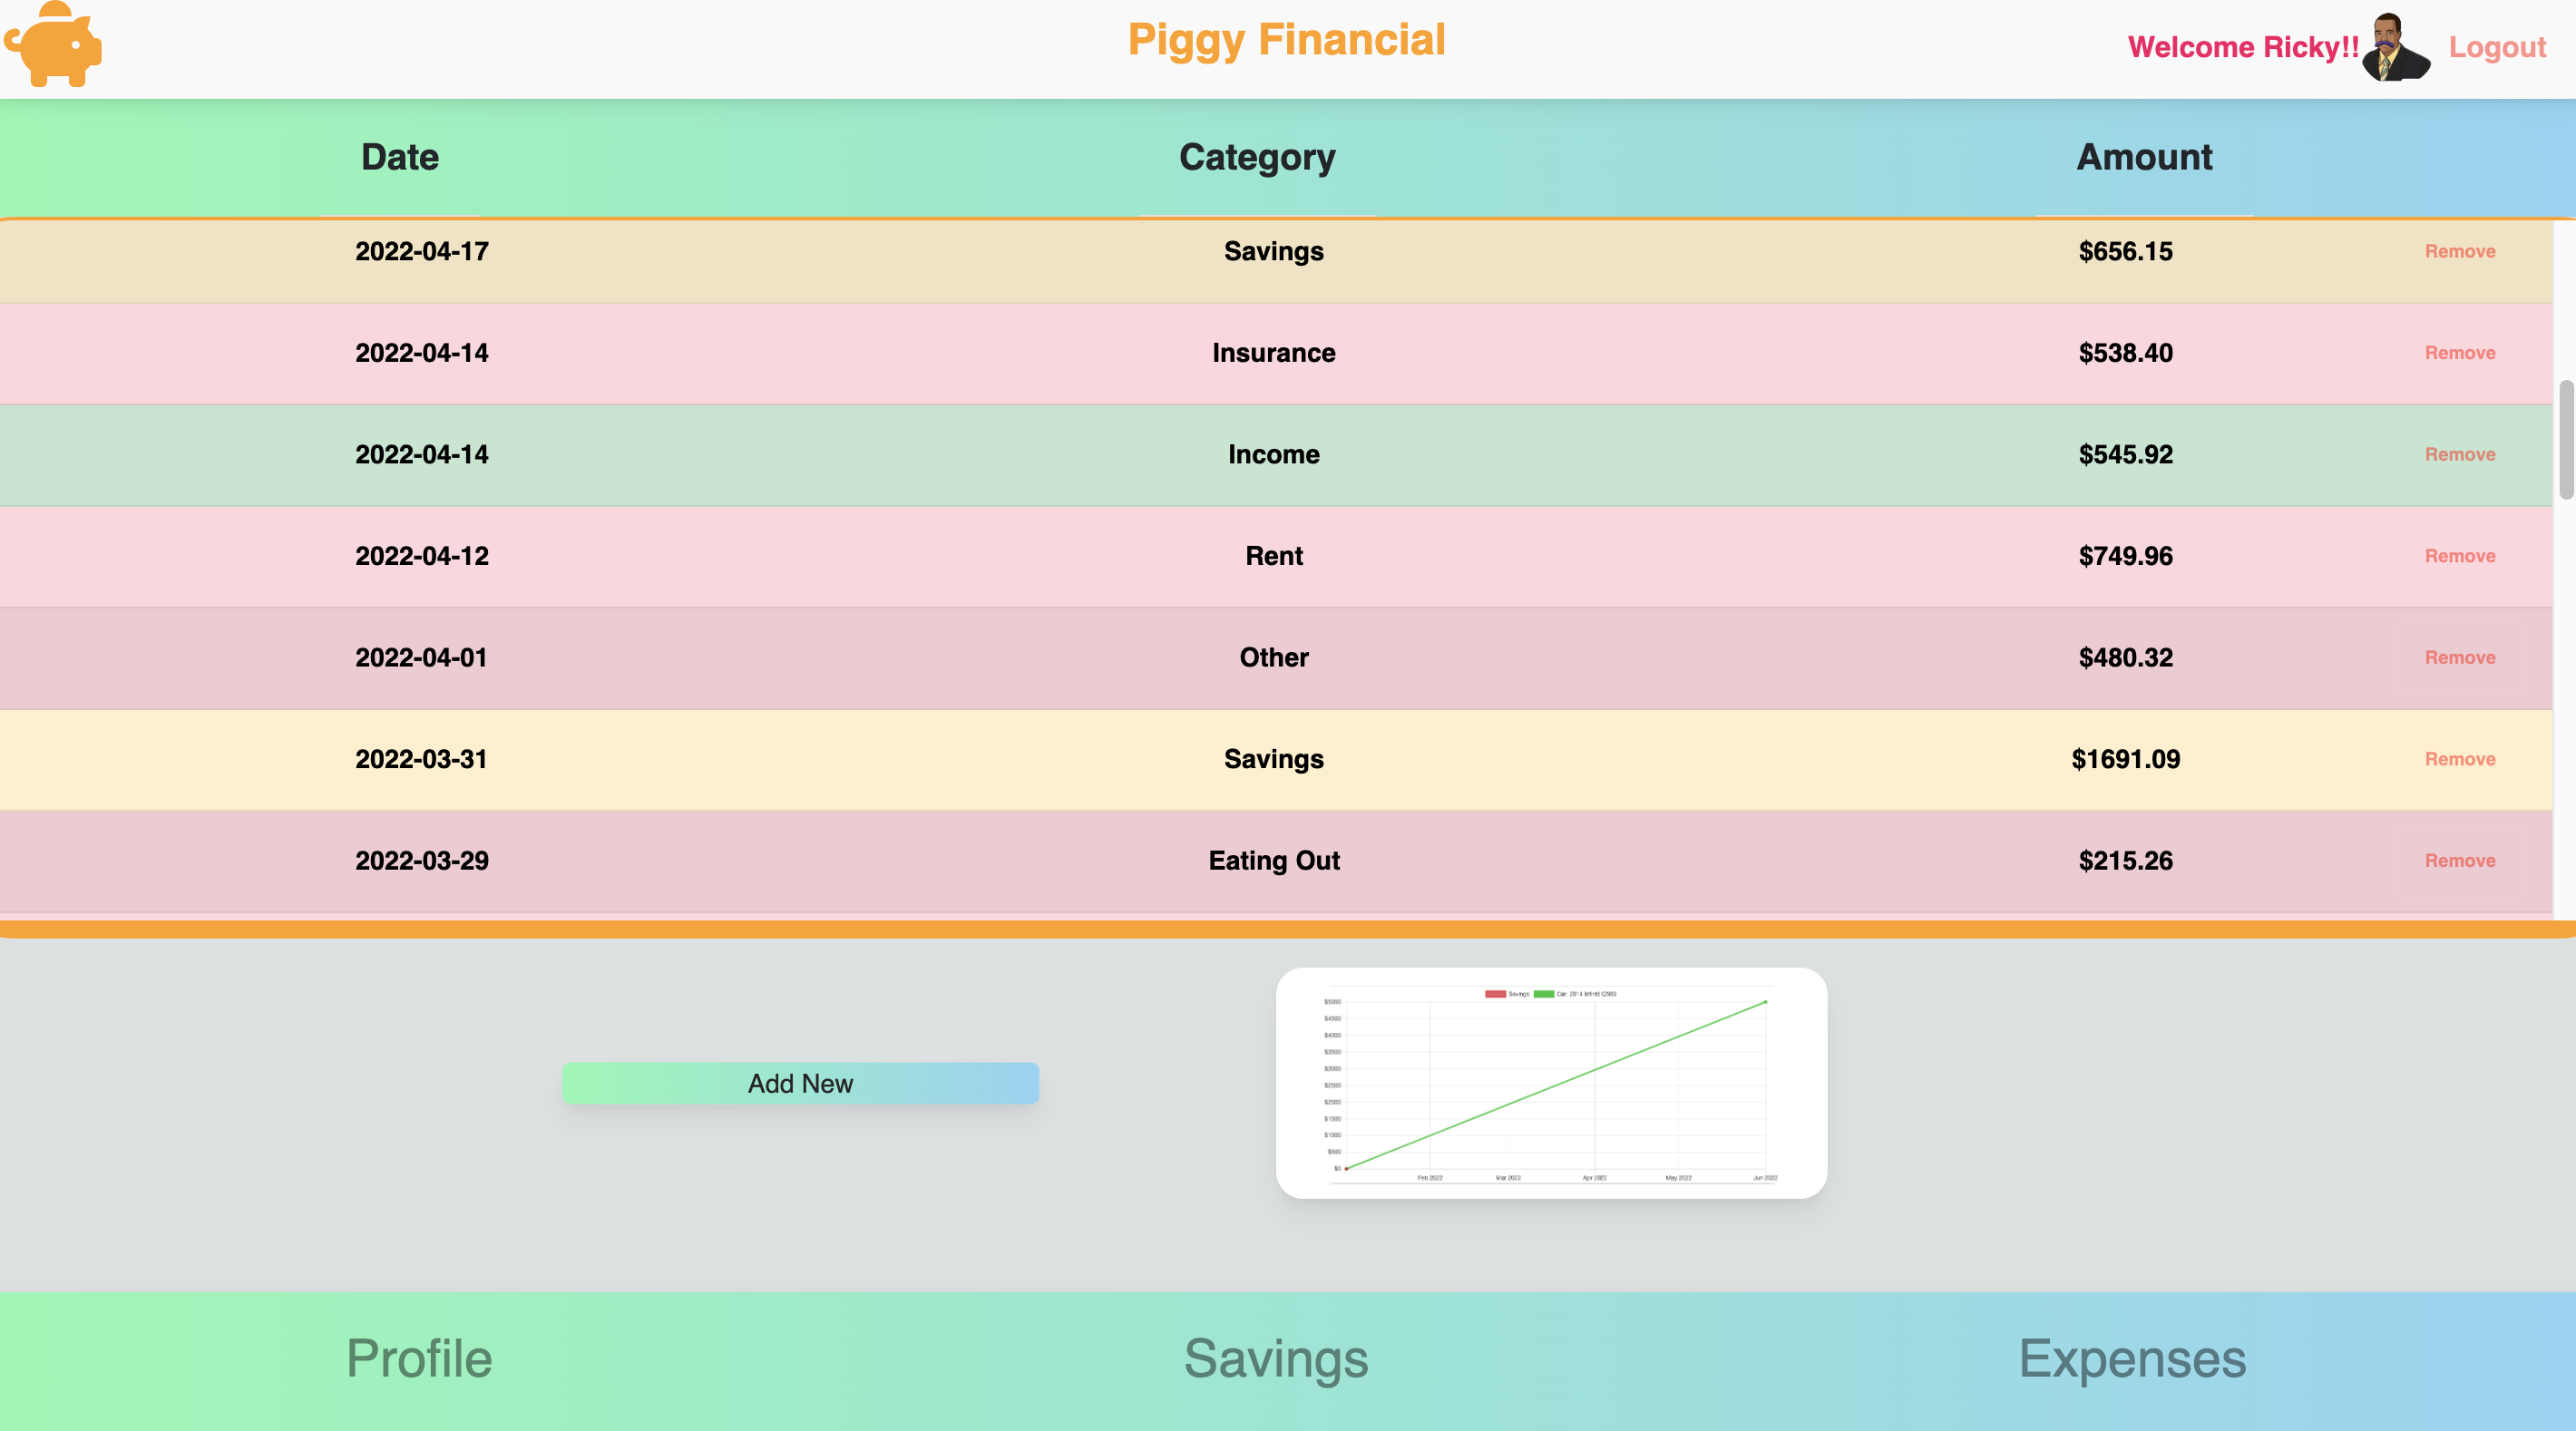 Piggy Financial
Welcome Ricky!!
Logout
Date Category Amount
2022-04-17 Savings $656.15 Remove
2022-04-14 Insurance $538.40 Remove
2022-04-14 Income $545.92 Remove
2022-04-12 Rent $749.96 Remove
2022-04-01 Other $480.32 Remove
2022-03-31 Savings $1691.09 Remove
2022-03-29 Eating Out $215.26 Remove
Add New
Savings Car: 2014 Infiniti
$5000
$4500
$4000
$3500
$3000
$2500
$2000
$1500
$1000
$500
$0
Feb 2022 Mar 2022 Apr 2022 May 2022 Jun 2022
Profile Savings Expenses